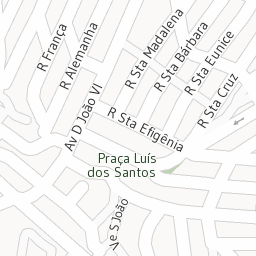 R França
R Alemanha
Av D João VI
R Sta Madalena
R Sta Bárbara
R Sta Eunice
R Sta Cruz
R Sta Efigênia
Praça Luís
dos Santos
e S João